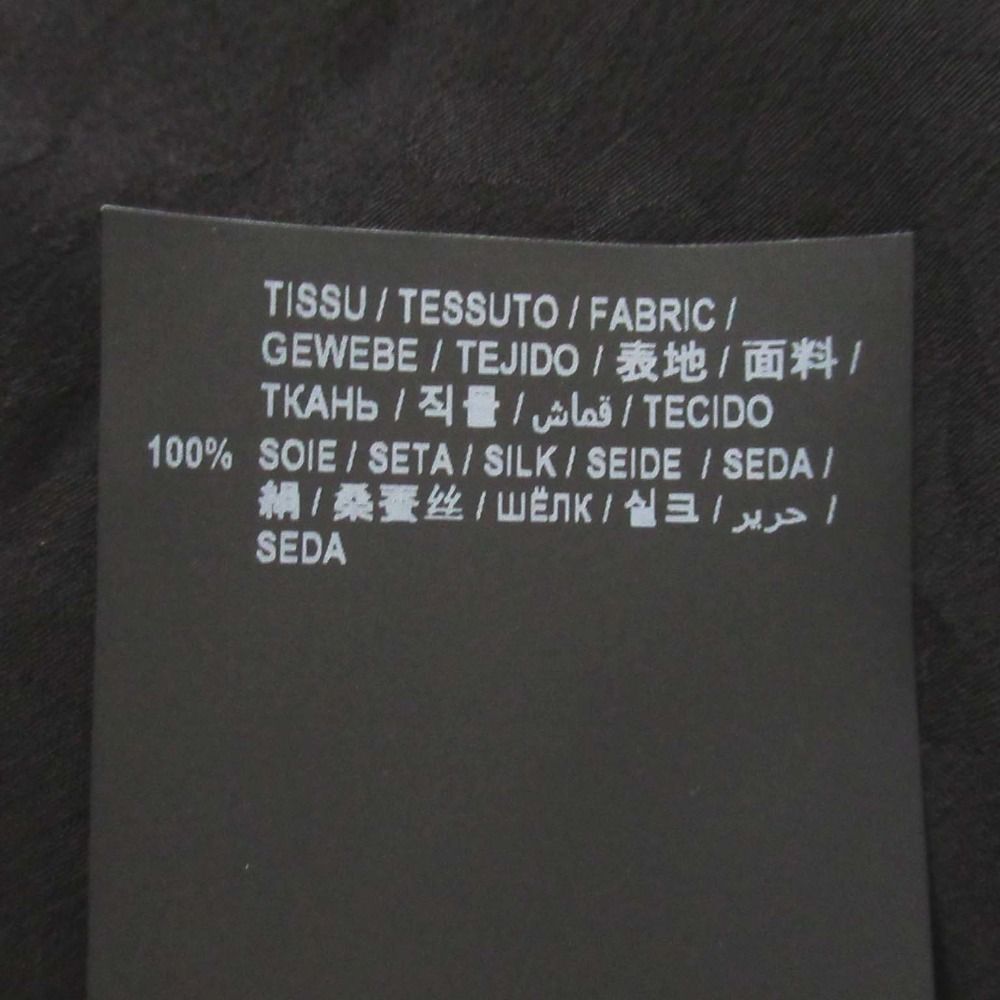 TISSU / TESSUTO / FABRIC /
GEWEBE / TEJIDO / 表地 / 面料 /
ТКАНЬ / 직물 / قماش / TECIDO
100% SOIE / SETA / SILK / SEIDE / SEDA /
絹 / 桑蚕丝 / ШЁЛК / 실크 / حرير /
SEDA